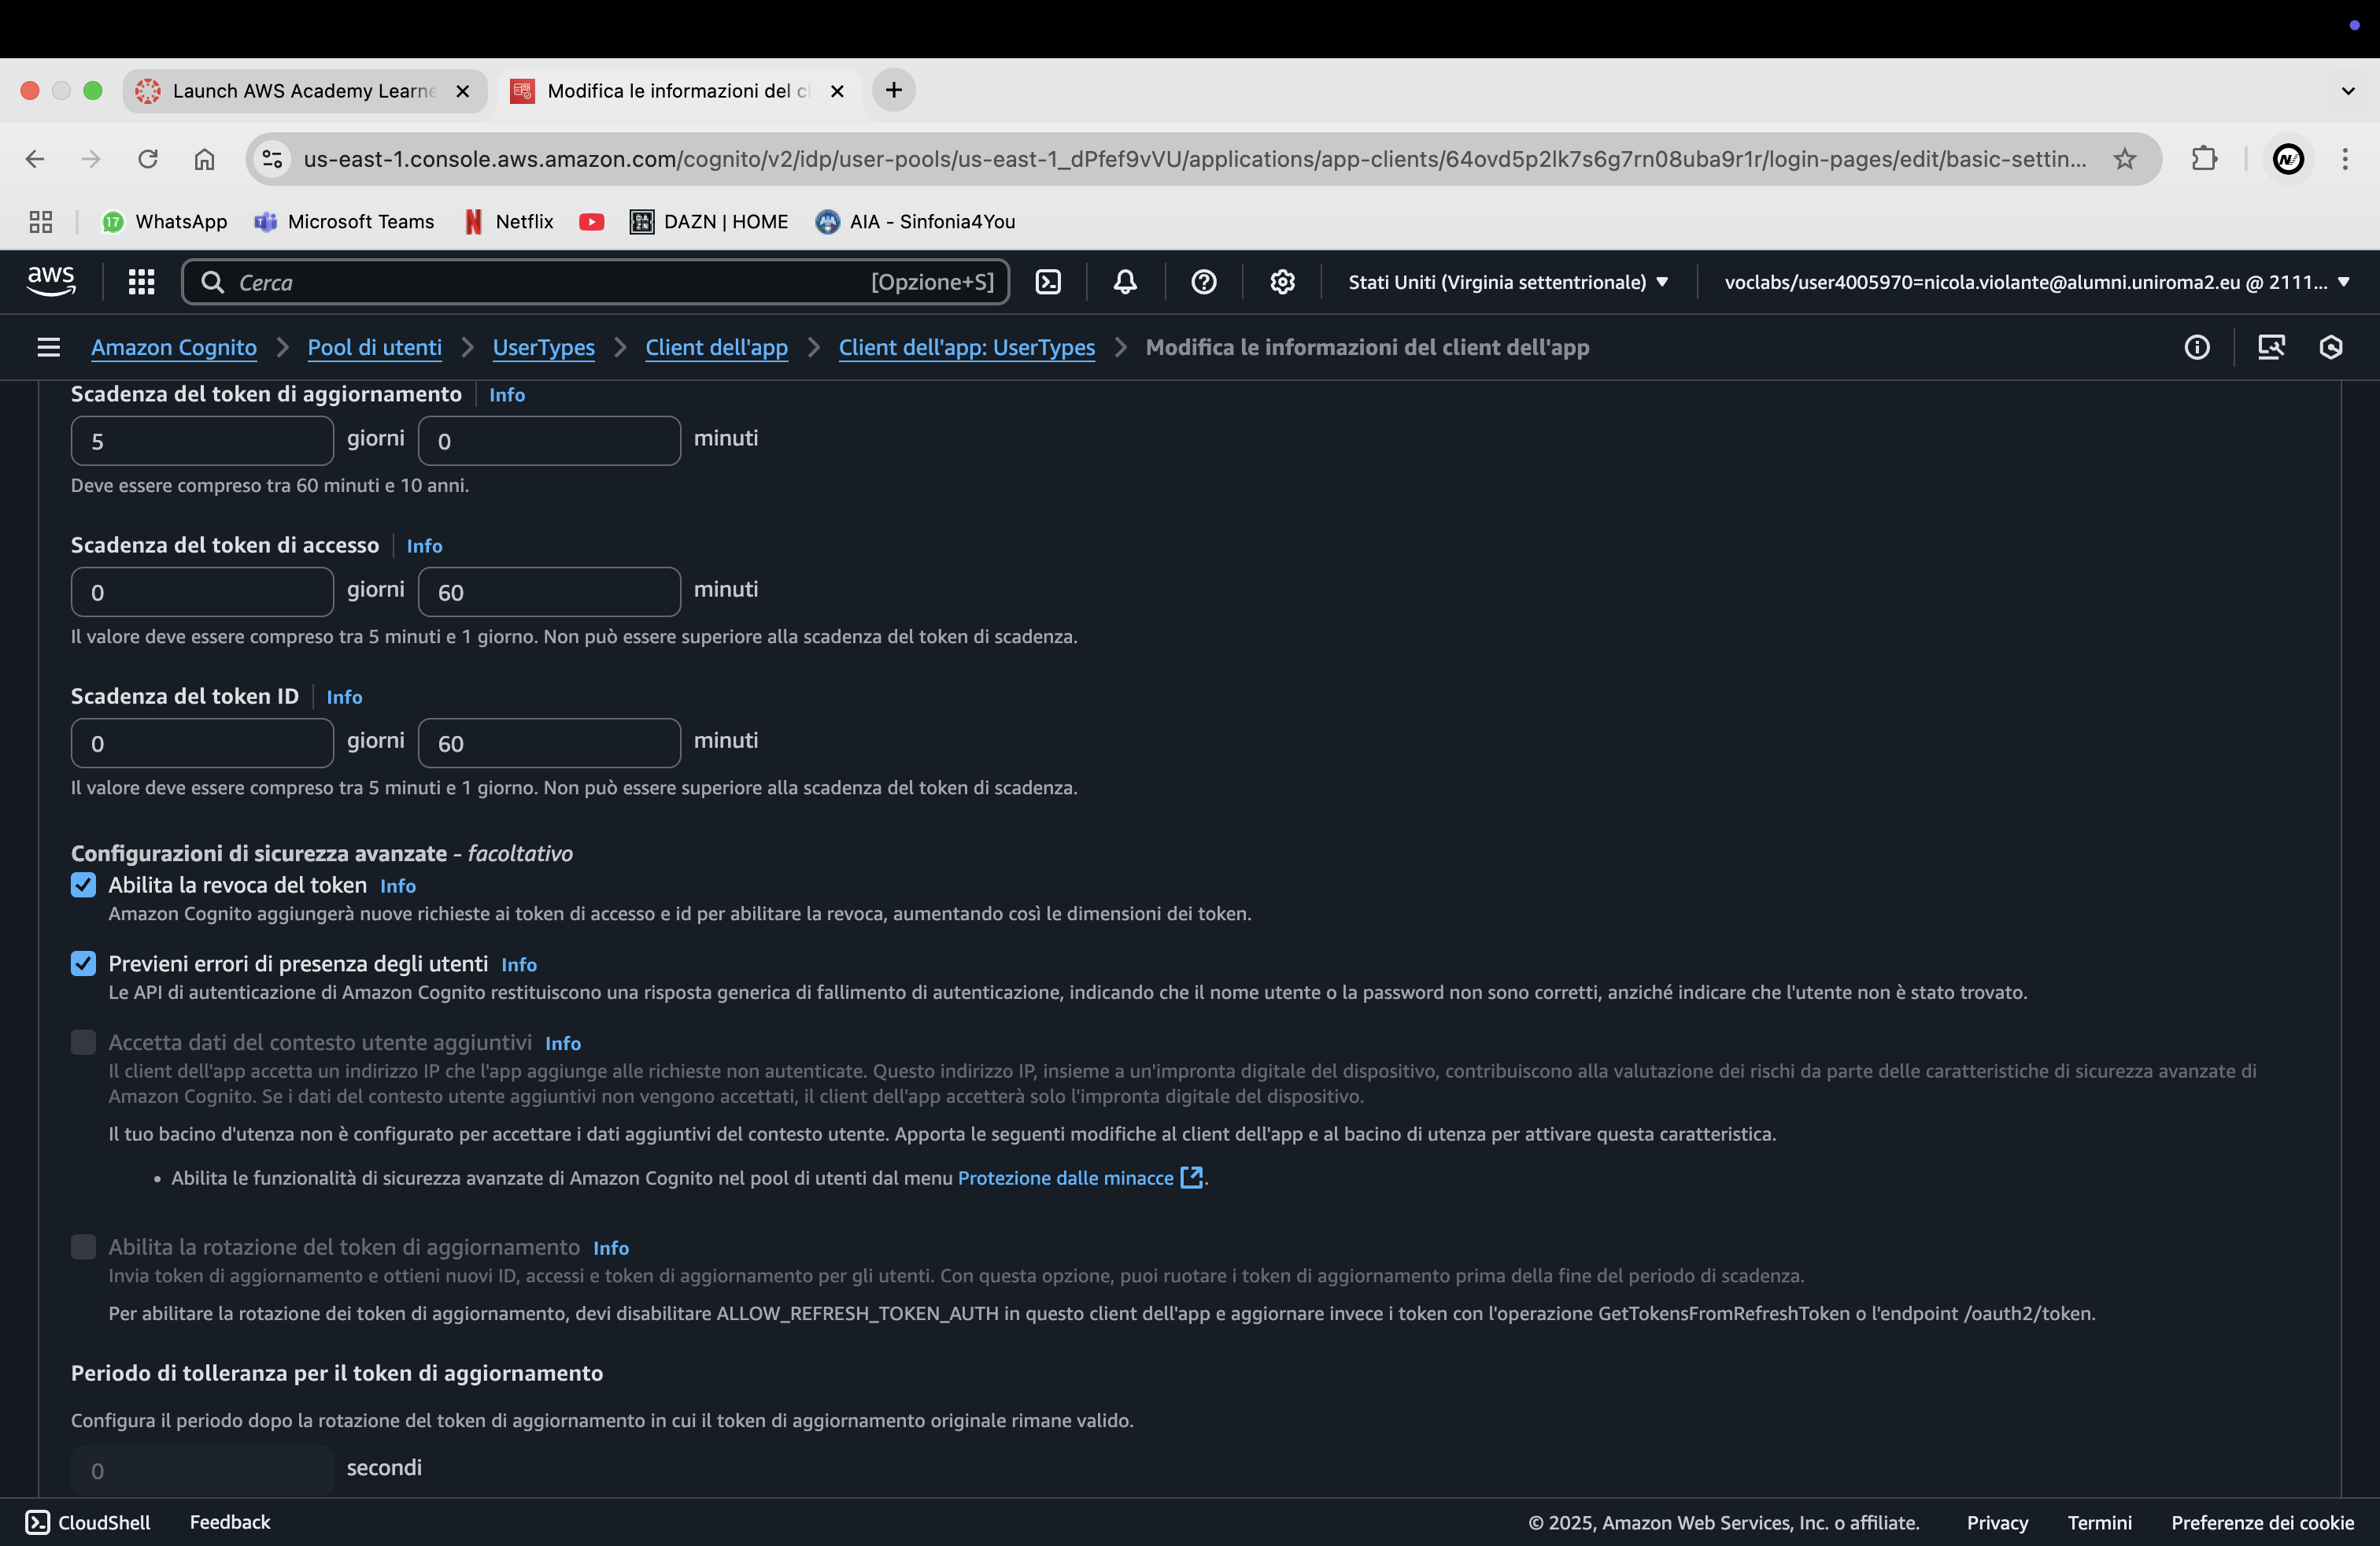 Launch AWS Academy Learne
Modifica le informazioni del cl
us-east-1.console.aws.amazon.com/cognito/v2/idp/user-pools/us-east-1_dPfef9vVU/applications/app-clients/64ovd5p2lk7s6g7rn08uba9r1r/login-pages/edit/basic-settin...
17 WhatsApp
Microsoft Teams
Netflix
DAZN | HOME
AIA - Sinfonia4You
aws
Cerca
[Opzione+S]
Stati Uniti (Virginia settentrionale)
voclabs/user4005970=nicola.violante@alumni.uniroma2.eu @ 2111...
Amazon Cognito
Pool di utenti
UserTypes
Client dell'app
Client dell'app: UserTypes
Modifica le informazioni del client dell'app
Scadenza del token di aggiornamento Info
5 giorni 0 minuti
Deve essere compreso tra 60 minuti e 10 anni.
Scadenza del token di accesso Info
0 giorni 60 minuti
Il valore deve essere compreso tra 5 minuti e 1 giorno. Non può essere superiore alla scadenza del token di scadenza.
Scadenza del token ID Info
0 giorni 60 minuti
Il valore deve essere compreso tra 5 minuti e 1 giorno. Non può essere superiore alla scadenza del token di scadenza.
Configurazioni di sicurezza avanzate - facoltativo
Abilita la revoca del token Info
Amazon Cognito aggiungerà nuove richieste ai token di accesso e id per abilitare la revoca, aumentando così le dimensioni dei token.
Previeni errori di presenza degli utenti Info
Le API di autenticazione di Amazon Cognito restituiscono una risposta generica di fallimento di autenticazione, indicando che il nome utente o la password non sono corretti, anziché indicare che l'utente non è stato trovato.
Accetta dati del contesto utente aggiuntivi Info
Il client dell'app accetta un indirizzo IP che l'app aggiunge alle richieste non autenticate. Questo indirizzo IP, insieme a un'impronta digitale del dispositivo, contribuiscono alla valutazione dei rischi da parte delle caratteristiche di sicurezza avanzate di
Amazon Cognito. Se i dati del contesto utente aggiuntivi non vengono accettati, il client dell'app accetterà solo l'impronta digitale del dispositivo.
Il tuo bacino d'utenza non è configurato per accettare i dati aggiuntivi del contesto utente. Apporta le seguenti modifiche al client dell'app e al bacino di utenza per attivare questa caratteristica.
• Abilita le funzionalità di sicurezza avanzate di Amazon Cognito nel pool di utenti dal menu Protezione dalle minacce.
Abilita la rotazione del token di aggiornamento Info
Invia token di aggiornamento e ottieni nuovi ID, accessi e token di aggiornamento per gli utenti. Con questa opzione, puoi ruotare i token di aggiornamento prima della fine del periodo di scadenza.
Per abilitare la rotazione dei token di aggiornamento, devi disabilitare ALLOW_REFRESH_TOKEN_AUTH in questo client dell'app e aggiornare invece i token con l'operazione GetTokensFromRefreshToken o l'endpoint /oauth2/token.
Periodo di tolleranza per il token di aggiornamento
Configura il periodo dopo la rotazione del token di aggiornamento in cui il token di aggiornamento originale rimane valido.
0 secondi
CloudShell
Feedback
© 2025, Amazon Web Services, Inc. o affiliate.
Privacy
Termini
Preferenze dei cookie